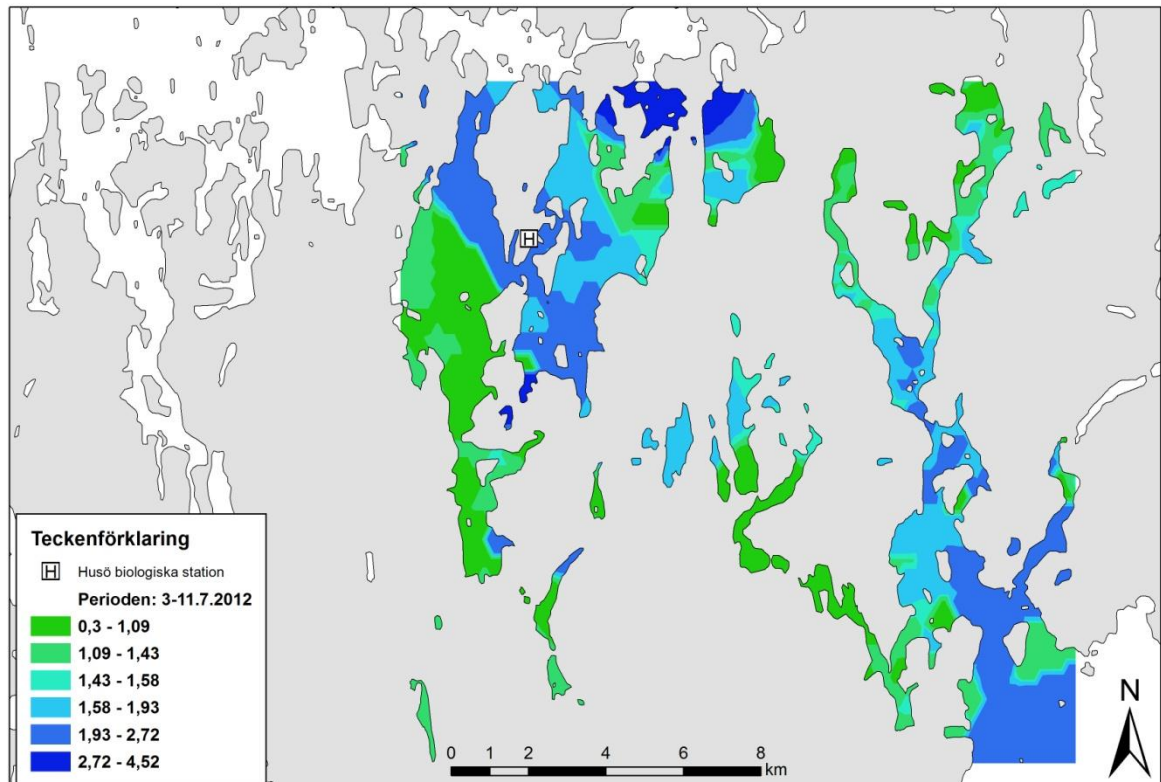 Teckenförklaring
H Husö biologiska station
Perioden: 3-11.7.2012
0,3 - 1,09
1,09 - 1,43
1,43 - 1,58
1,58 - 1,93
1,93 - 2,72
2,72 - 4,52
H
0 1 2 4 6 8
km
N